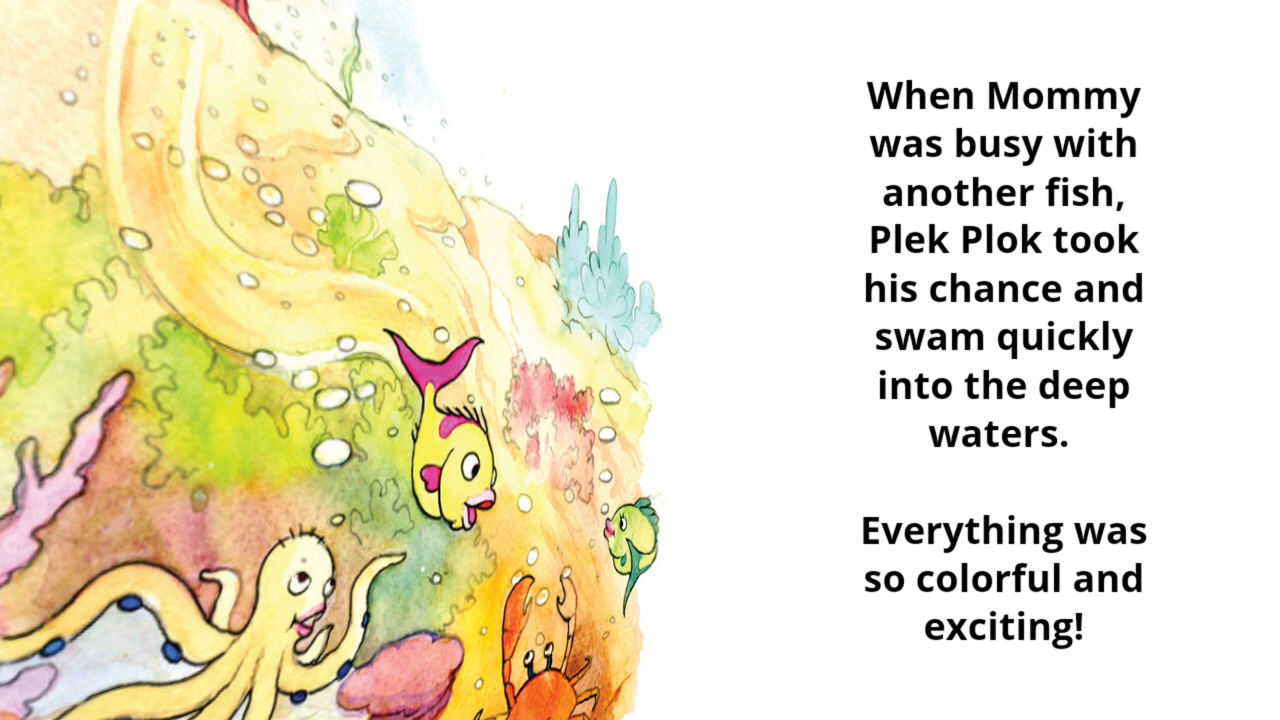 When Mommy
was busy with
another fish,
Plek Plok took
his chance and
swam quickly
into the deep
waters.
Everything was
so colorful and
exciting!